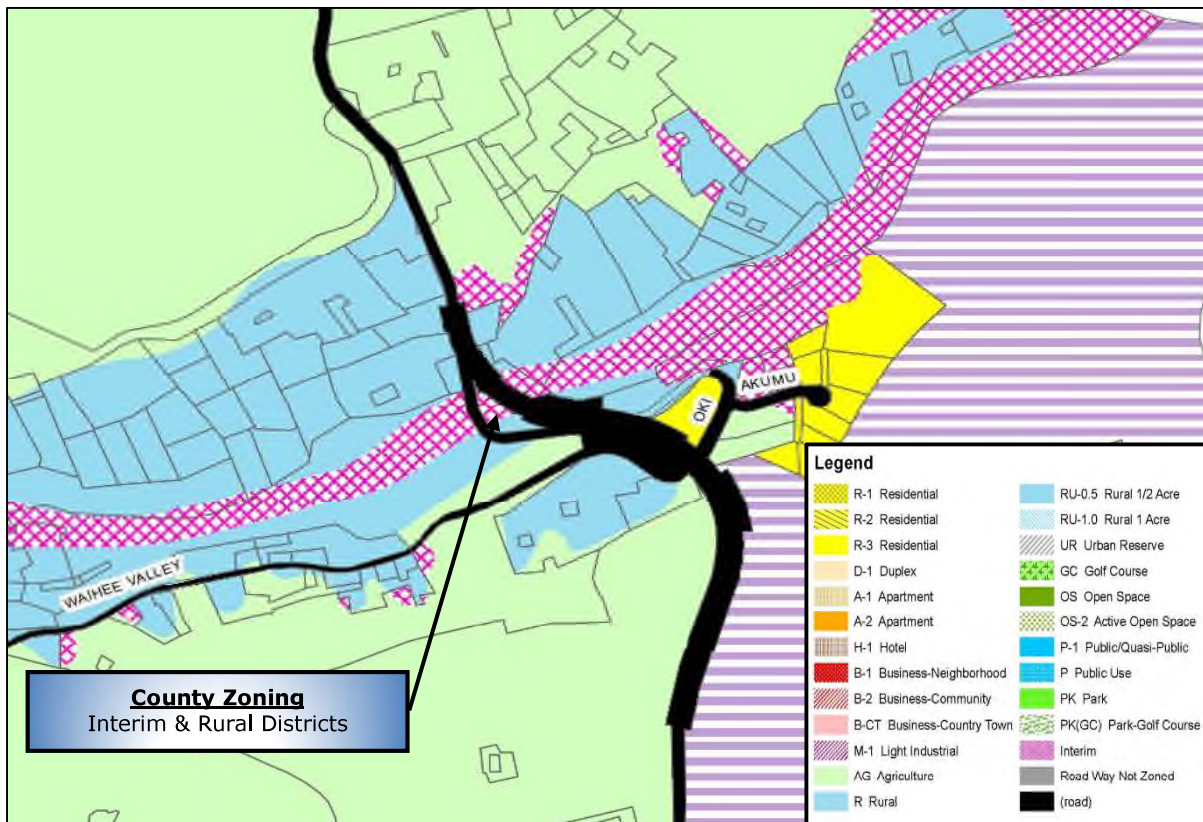 AKUMU
OKI
WAIHEE VALLEY
County Zoning
Interim & Rural Districts
Legend
R-1 Residential
R-2 Residential
R-3 Residential
D-1 Duplex
A-1 Apartment
A-2 Apartment
H-1 Hotel
B-1 Business-Neighborhood
B-2 Business-Community
B-CT Business-Country Town
M-1 Light Industrial
AG Agriculture
R Rural
RU-0.5 Rural 1/2 Acre
RU-1.0 Rural 1 Acre
UR Urban Reserve
GC Golf Course
OS Open Space
OS-2 Active Open Space
P-1 Public/Quasi-Public
P Public Use
PK Park
PK(GC) Park-Golf Course
Interim
Road Way Not Zoned
(road)